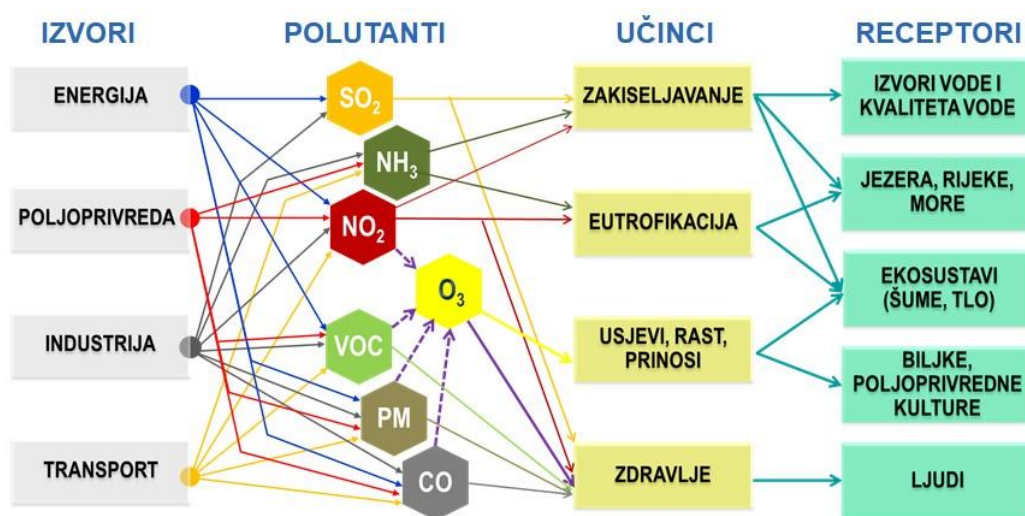 IZVORI
POLUTANTI
UČINCI
RECEPTORI
ENERGIJA
POLJOPRIVREDA
INDUSTRIJA
TRANSPORT
SO₂
NH₃
NO₂
O₃
VOC
PM
CO
ZAKISELJAVANJE
EUTROFIKACIJA
USJEVI, RAST,
PRINOSI
ZDRAVLJE
IZVORI VODE I
KVALITETA VODE
JEZERA, RIJEKE,
MORE
EKOSUSTAVI
(ŠUME, TLO)
BILJKE,
POLJOPRIVREDNE
KULTURE
LJUDI